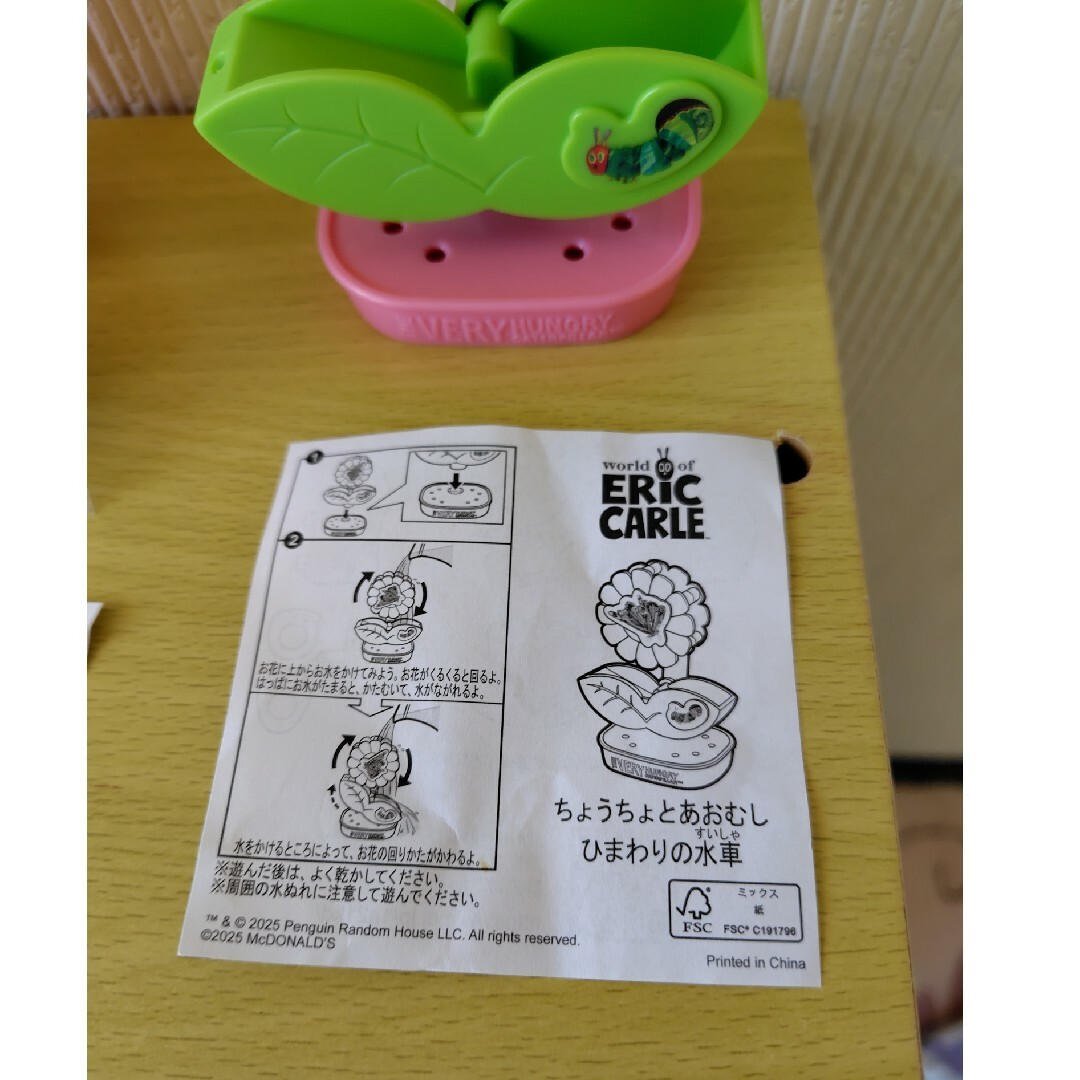 VERY HUNGRY
CATERPILLAR
1
2
お花に上からお水をかけてみよう。お花がくるくると回るよ。
はっぱにお水がたまると、かたむいて、水がながれるよ。
水をかけるところによって、お花の回りかたがかわるよ。
※遊んだ後は、よく乾かしてください。
※周囲の水ぬれに注意して遊んでください。
™ & © 2025 Penguin Random House LLC. All rights reserved.
©2025 McDONALD'S
world of
ERIC
CARLE™
VERY HUNGRY
ちょうちょとあおむし
すいしゃ
ひまわりの水車
FSC
ミックス
紙
FSC® C191796
Printed in China